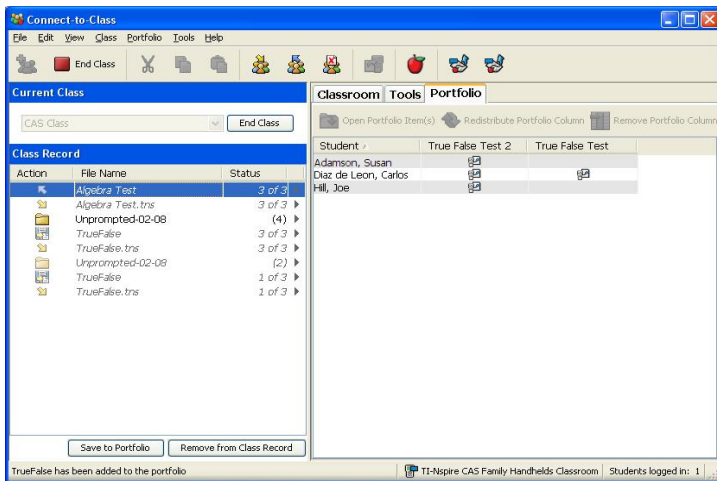 Connect-to-Class
File Edit View Class Portfolio Tools Help
End Class
Current Class
CAS Class End Class
Class Record
Action File Name Status
Algebra Test 3 of 3
Algebra Test.tns 3 of 3
Unprompted-02-08 (4)
TrueFalse 3 of 3
TrueFalse.tns 3 of 3
Unprompted-02-08 (2)
TrueFalse 1 of 3
TrueFalse.tns 1 of 3
Save to Portfolio Remove from Class Record
Classroom Tools Portfolio
Open Portfolio Item(s) Redistribute Portfolio Column Remove Portfolio Column
Student True False Test 2 True False Test
Adamson, Susan
Diaz de Leon, Carlos
Hill, Joe
TrueFalse has been added to the portfolio TI-Nspire CAS Family Handhelds Classroom Students logged in: 1